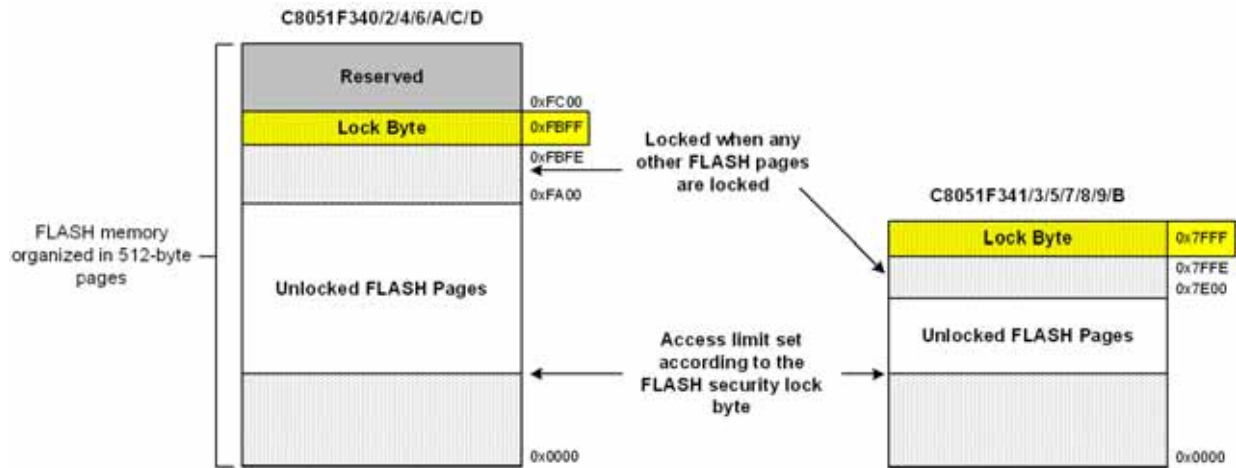 C8051F340/2/4/6/A/C/D
Reserved
0xFC00
Lock Byte
0xFBFF
0xFBFE
0xFA00
Unlocked FLASH Pages
0x0000
FLASH memory
organized in 512-byte
pages
Locked when any
other FLASH pages
are locked
Access limit set
according to the
FLASH security lock
byte
C8051F341/3/5/7/8/9/B
Lock Byte
0x7FFF
0x7FFE
0x7E00
Unlocked FLASH Pages
0x0000